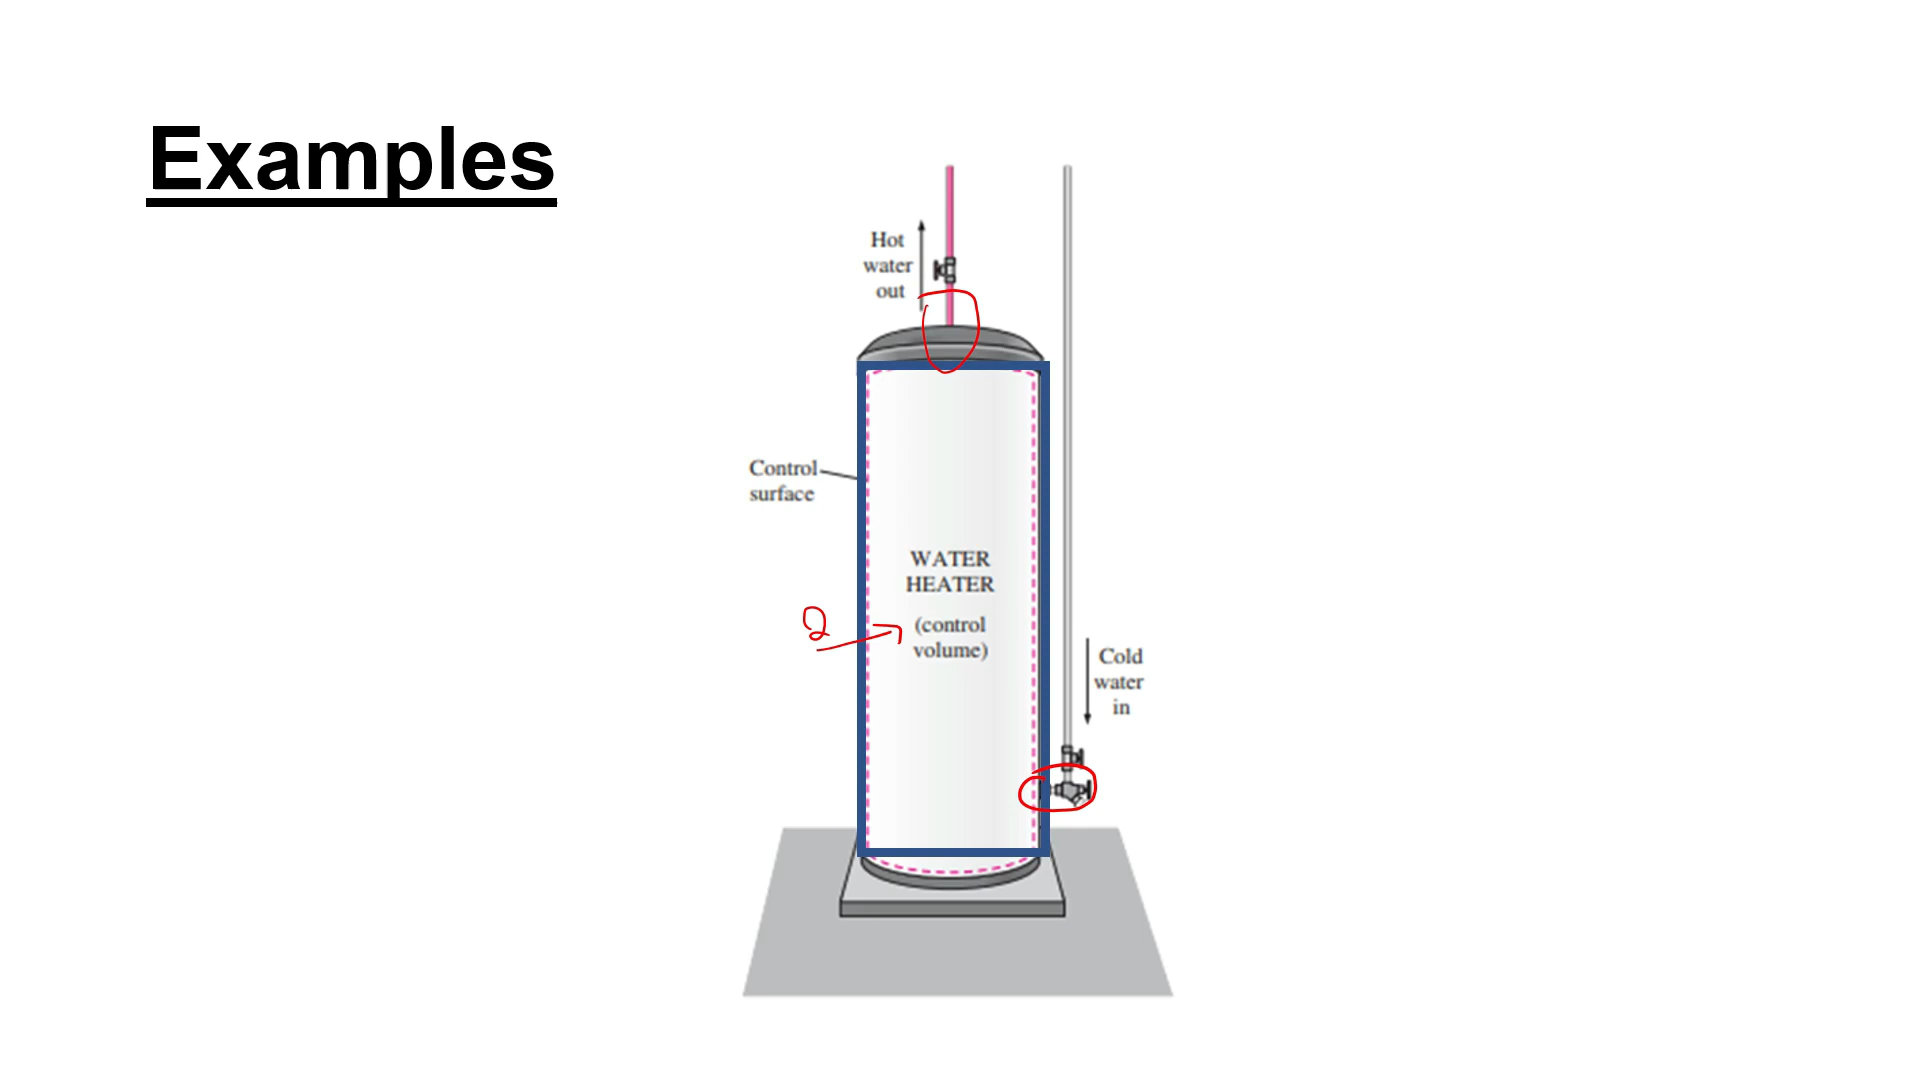 Examples
Hot
water
out
Control
surface
WATER
HEATER
(control
volume)
Q
Cold
water
in